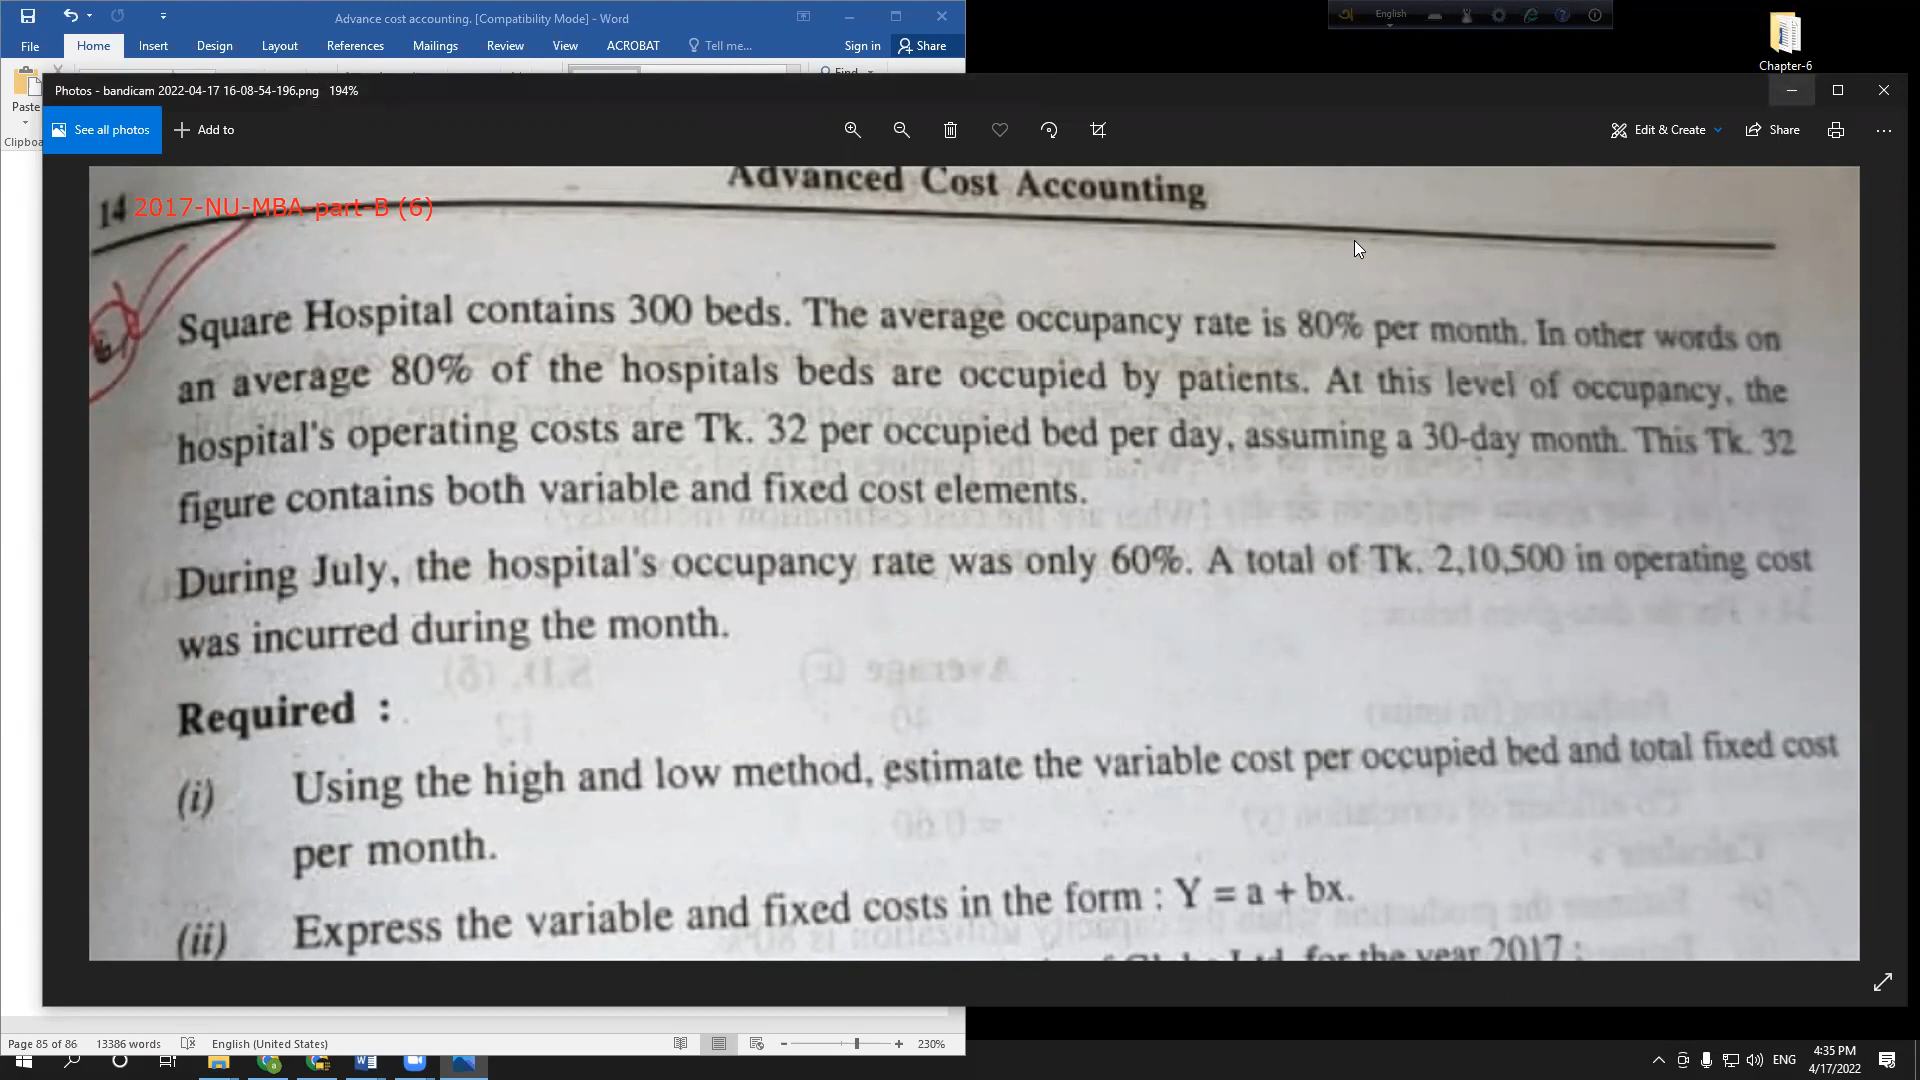 Advance cost accounting. [Compatibility Mode] - Word
File Home Insert Design Layout References Mailings Review View ACROBAT Tell me... Sign in Share
Paste Find
Clipboa
Chapter-6
English
Photos - bandicam 2022-04-17 16-08-54-196.png 194%
See all photos Add to Edit & Create Share
Advanced Cost Accounting
14 2017-NU-MBA-part-B (6)
Square Hospital contains 300 beds. The average occupancy rate is 80% per month. In other words on
an average 80% of the hospitals beds are occupied by patients. At this level of occupancy, the
hospital's operating costs are Tk. 32 per occupied bed per day, assuming a 30-day month. This Tk. 32
figure contains both variable and fixed cost elements.
During July, the hospital's occupancy rate was only 60%. A total of Tk. 2,10,500 in operating cost
was incurred during the month.
Required :
(i) Using the high and low method, estimate the variable cost per occupied bed and total fixed cost
per month.
(ii) Express the variable and fixed costs in the form : Y = a + bx.
Ltd. for the year 2017 :
Page 85 of 86 13386 words English (United States) 230%
ENG 4:35 PM
4/17/2022